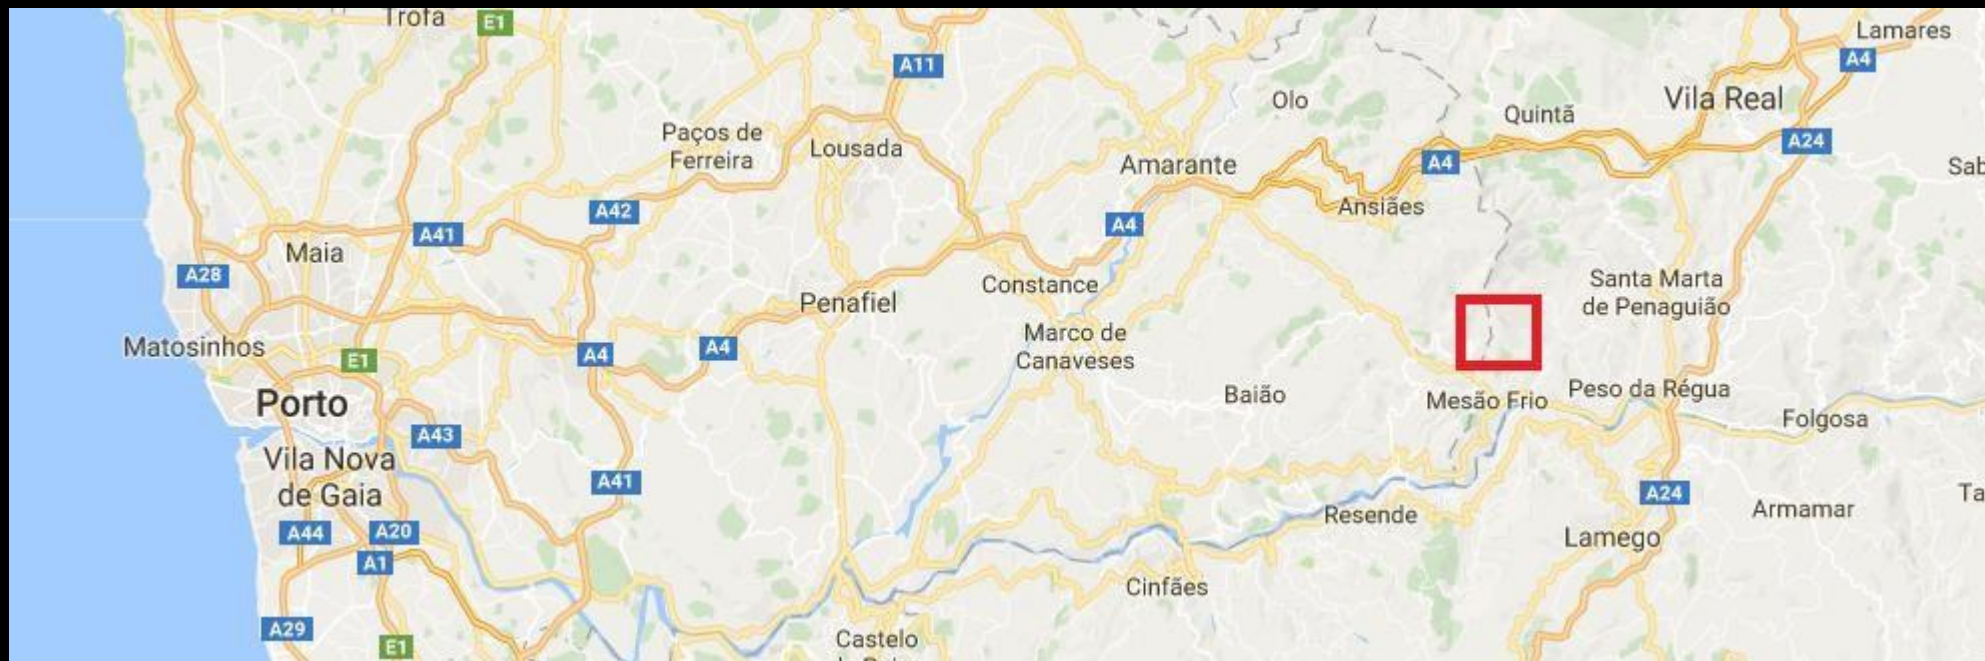 Trofa
E1
Lamares
A4
A11
Olo
Quintã
Vila Real
Paços de
Ferreira
Lousada
Amarante
A4
A24
Sab
Ansiães
A42
A41
A4
Maia
A28
Constance
Santa Marta
de Penaguião
Penafiel
Matosinhos
E1
A4
A4
Marco de
Canaveses
Porto
Baião
Mesão Frio
Peso da Régua
Folgosa
A43
Vila Nova
de Gaia
A41
A24
Ta
Armamar
Resende
A44
A20
Lamego
A1
Cinfães
A29
E1
Castelo